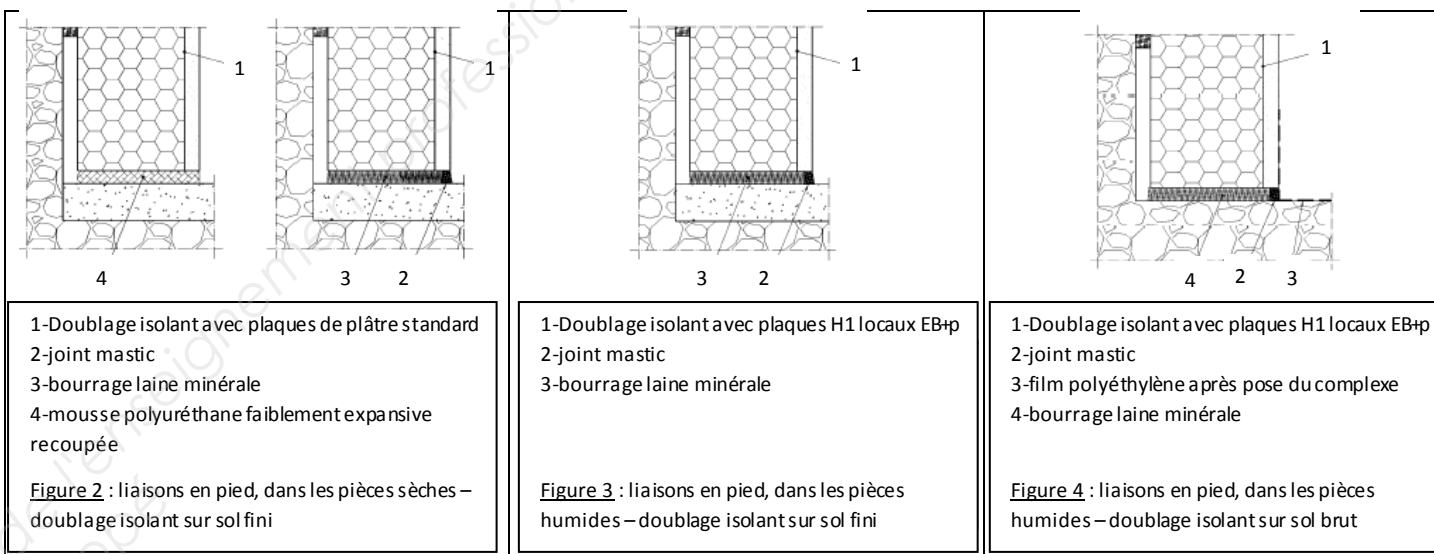 1
1
4
3 2
1-Doublage isolant avec plaques de plâtre standard
2-joint mastic
3-bourrage laine minérale
4-mousse polyuréthane faiblement expansive
recoupée
Figure 2 : liaisons en pied, dans les pièces sèches –
doublage isolant sur sol fini
1
3 2
1-Doublage isolant avec plaques H1 locaux EB+p
2-joint mastic
3-bourrage laine minérale
Figure 3 : liaisons en pied, dans les pièces
humides – doublage isolant sur sol fini
1
4 2 3
1-Doublage isolant avec plaques H1 locaux EB+p
2-joint mastic
3-film polyéthylène après pose du complexe
4-bourrage laine minérale
Figure 4 : liaisons en pied, dans les pièces
humides – doublage isolant sur sol brut
de l'enseignement profession